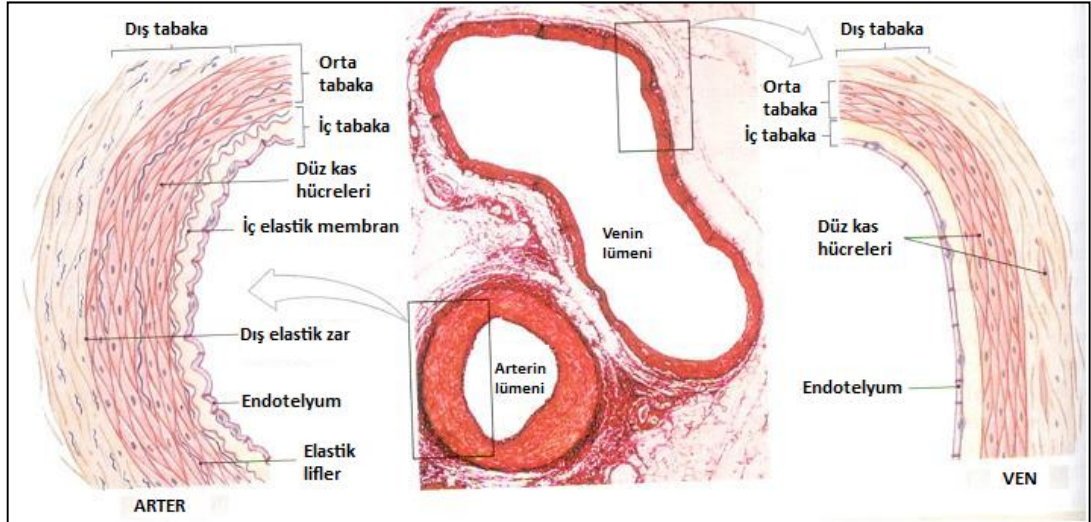 Dış tabaka
Orta
tabaka
İç tabaka
Düz kas
hücreleri
İç elastik membran
Dış elastik zar
Endotelyum
Elastik
lifler
ARTER
Venin
lümeni
Arterin
lümeni
Dış tabaka
Orta
tabaka
İç tabaka
Düz kas
hücreleri
Endotelyum
VEN